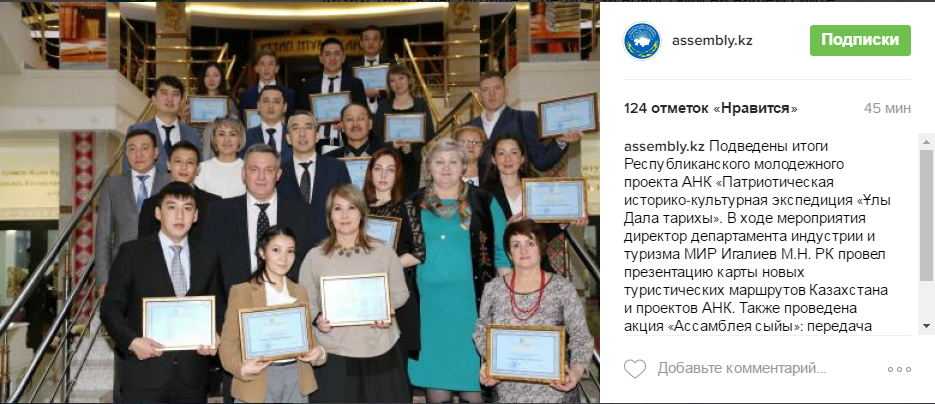 assembly.kz
Подписки
124 отметок «Нравится»
45 мин
assembly.kz Подведены итоги
Республиканского молодежного
проекта АНК «Патриотическая
историко-культурная экспедиция «Ұлы
Дала тарихы». В ходе мероприятия
директор департамента индустрии и
туризма МИР Игалиев М.Н. РК провел
презентацию карты новых
туристических маршрутов Казахстана
и проектов АНК. Также проведена
акция «Ассамблея сыйы»: передача
Добавьте комментарий...